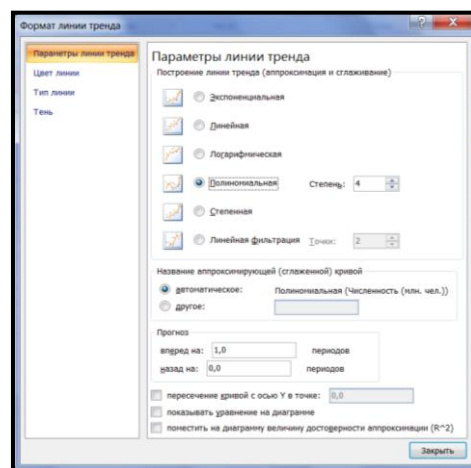 Формат линии тренда
Параметры линии тренда
Цвет линии
Тип линии
Тень
Параметры линии тренда
Построение линии тренда (аппроксимация и сглаживание)
Экспоненциальная
Линейная
Логарифмическая
Полиномиальная Степень: 4
Степенная
Линейная фильтрация Точки: 2
Название аппроксимирующей (сглаженной) кривой
автоматическое: Полиномиальная (Численность (млн. чел.))
другое:
Прогноз
вперед на: 1,0 периодов
назад на: 0,0 периодов
пересечение кривой с осью Y в точке: 0,0
показывать уравнение на диаграмме
поместить на диаграмму величину достоверности аппроксимации (R^2)
Закрыть